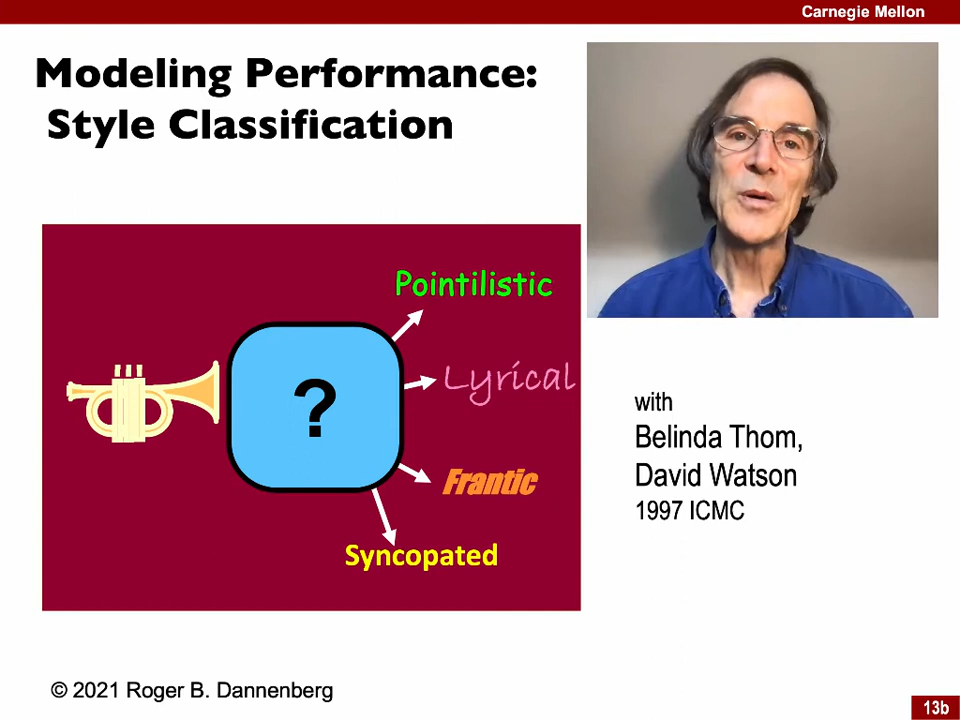 Carnegie Mellon
Modeling Performance:
Style Classification
Pointilistic
Lyrical
?
Frantic
Syncopated
with
Belinda Thom,
David Watson
1997 ICMC
© 2021 Roger B. Dannenberg
13b